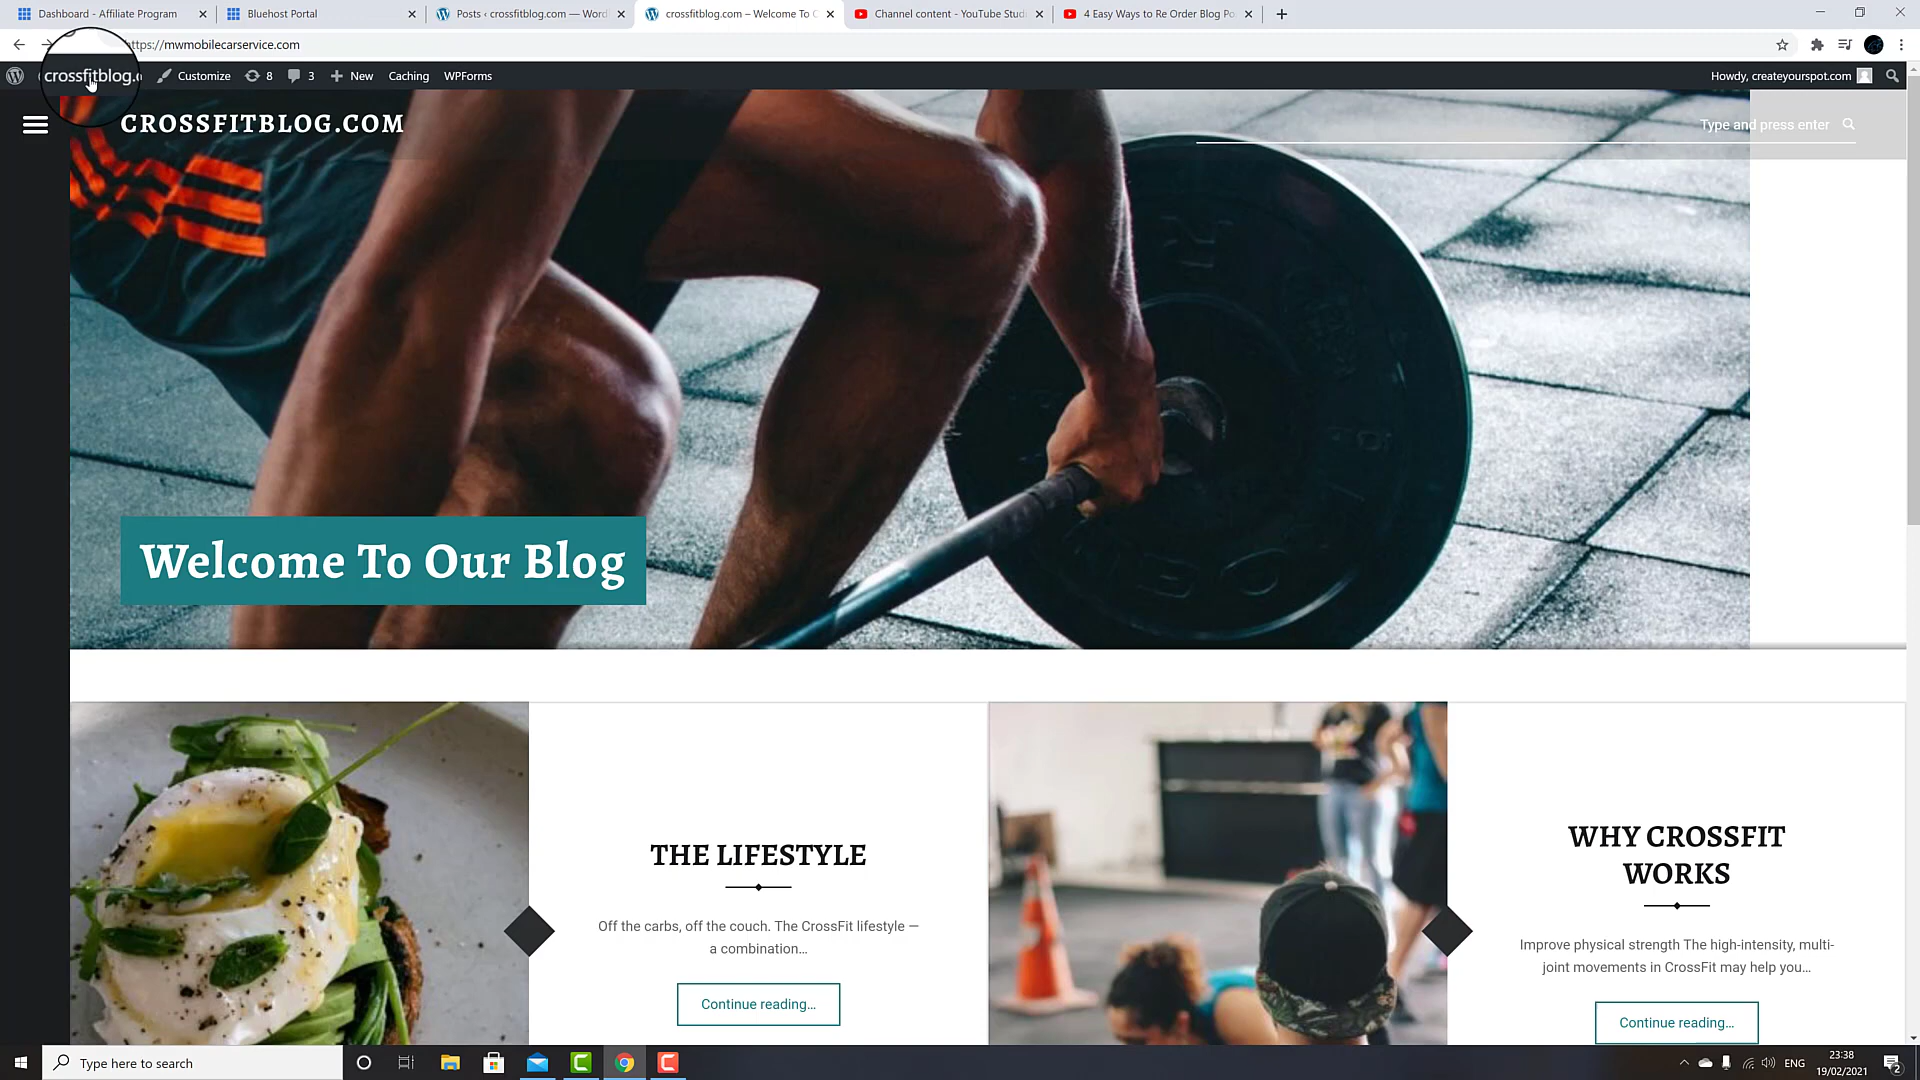 Dashboard - Affiliate Program
Bluehost Portal
Posts ‹ crossfitblog.com — Word
crossfitblog.com – Welcome To O
Channel content - YouTube Stud
4 Easy Ways to Re Order Blog Po
https://mwmobilecarservice.com
crossfitblog.c
Customize
8
3
New
Caching
WPForms
Howdy, createyourspot.com
CROSSFITBLOG.COM
Type and press enter
Welcome To Our Blog
THE LIFESTYLE
Off the carbs, off the couch. The CrossFit lifestyle —
a combination...
Continue reading...
WHY CROSSFIT
WORKS
Improve physical strength The high-intensity, multi-
joint movements in CrossFit may help you...
Continue reading...
Type here to search
ENG
23:38
19/02/2021
2